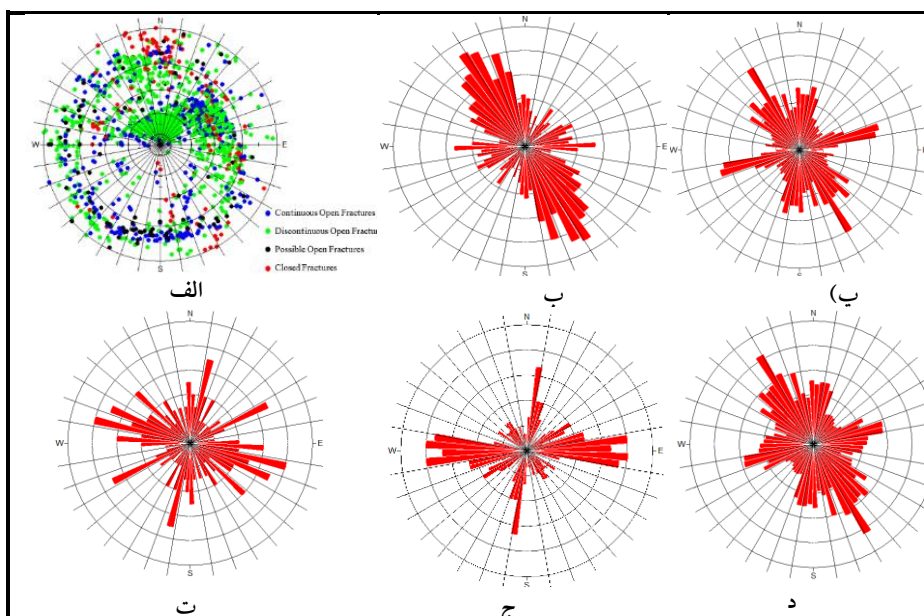 N
W
E
S
Continuous Open Fractures
Discontinuous Open Fractu
Possible Open Fractures
Closed Fractures
الف
N
W
E
S
ب
N
W
E
S
پ)
N
W
E
S
ت
N
W
E
S
ج
N
W
E
S
د